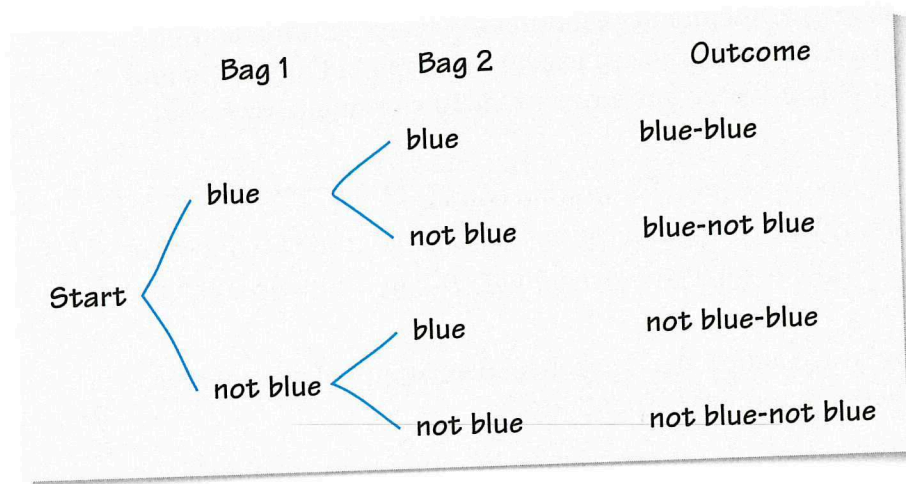 Bag 1 Bag 2 Outcome
blue blue-blue
blue
not blue blue-not blue
Start
blue not blue-blue
not blue
not blue not blue-not blue